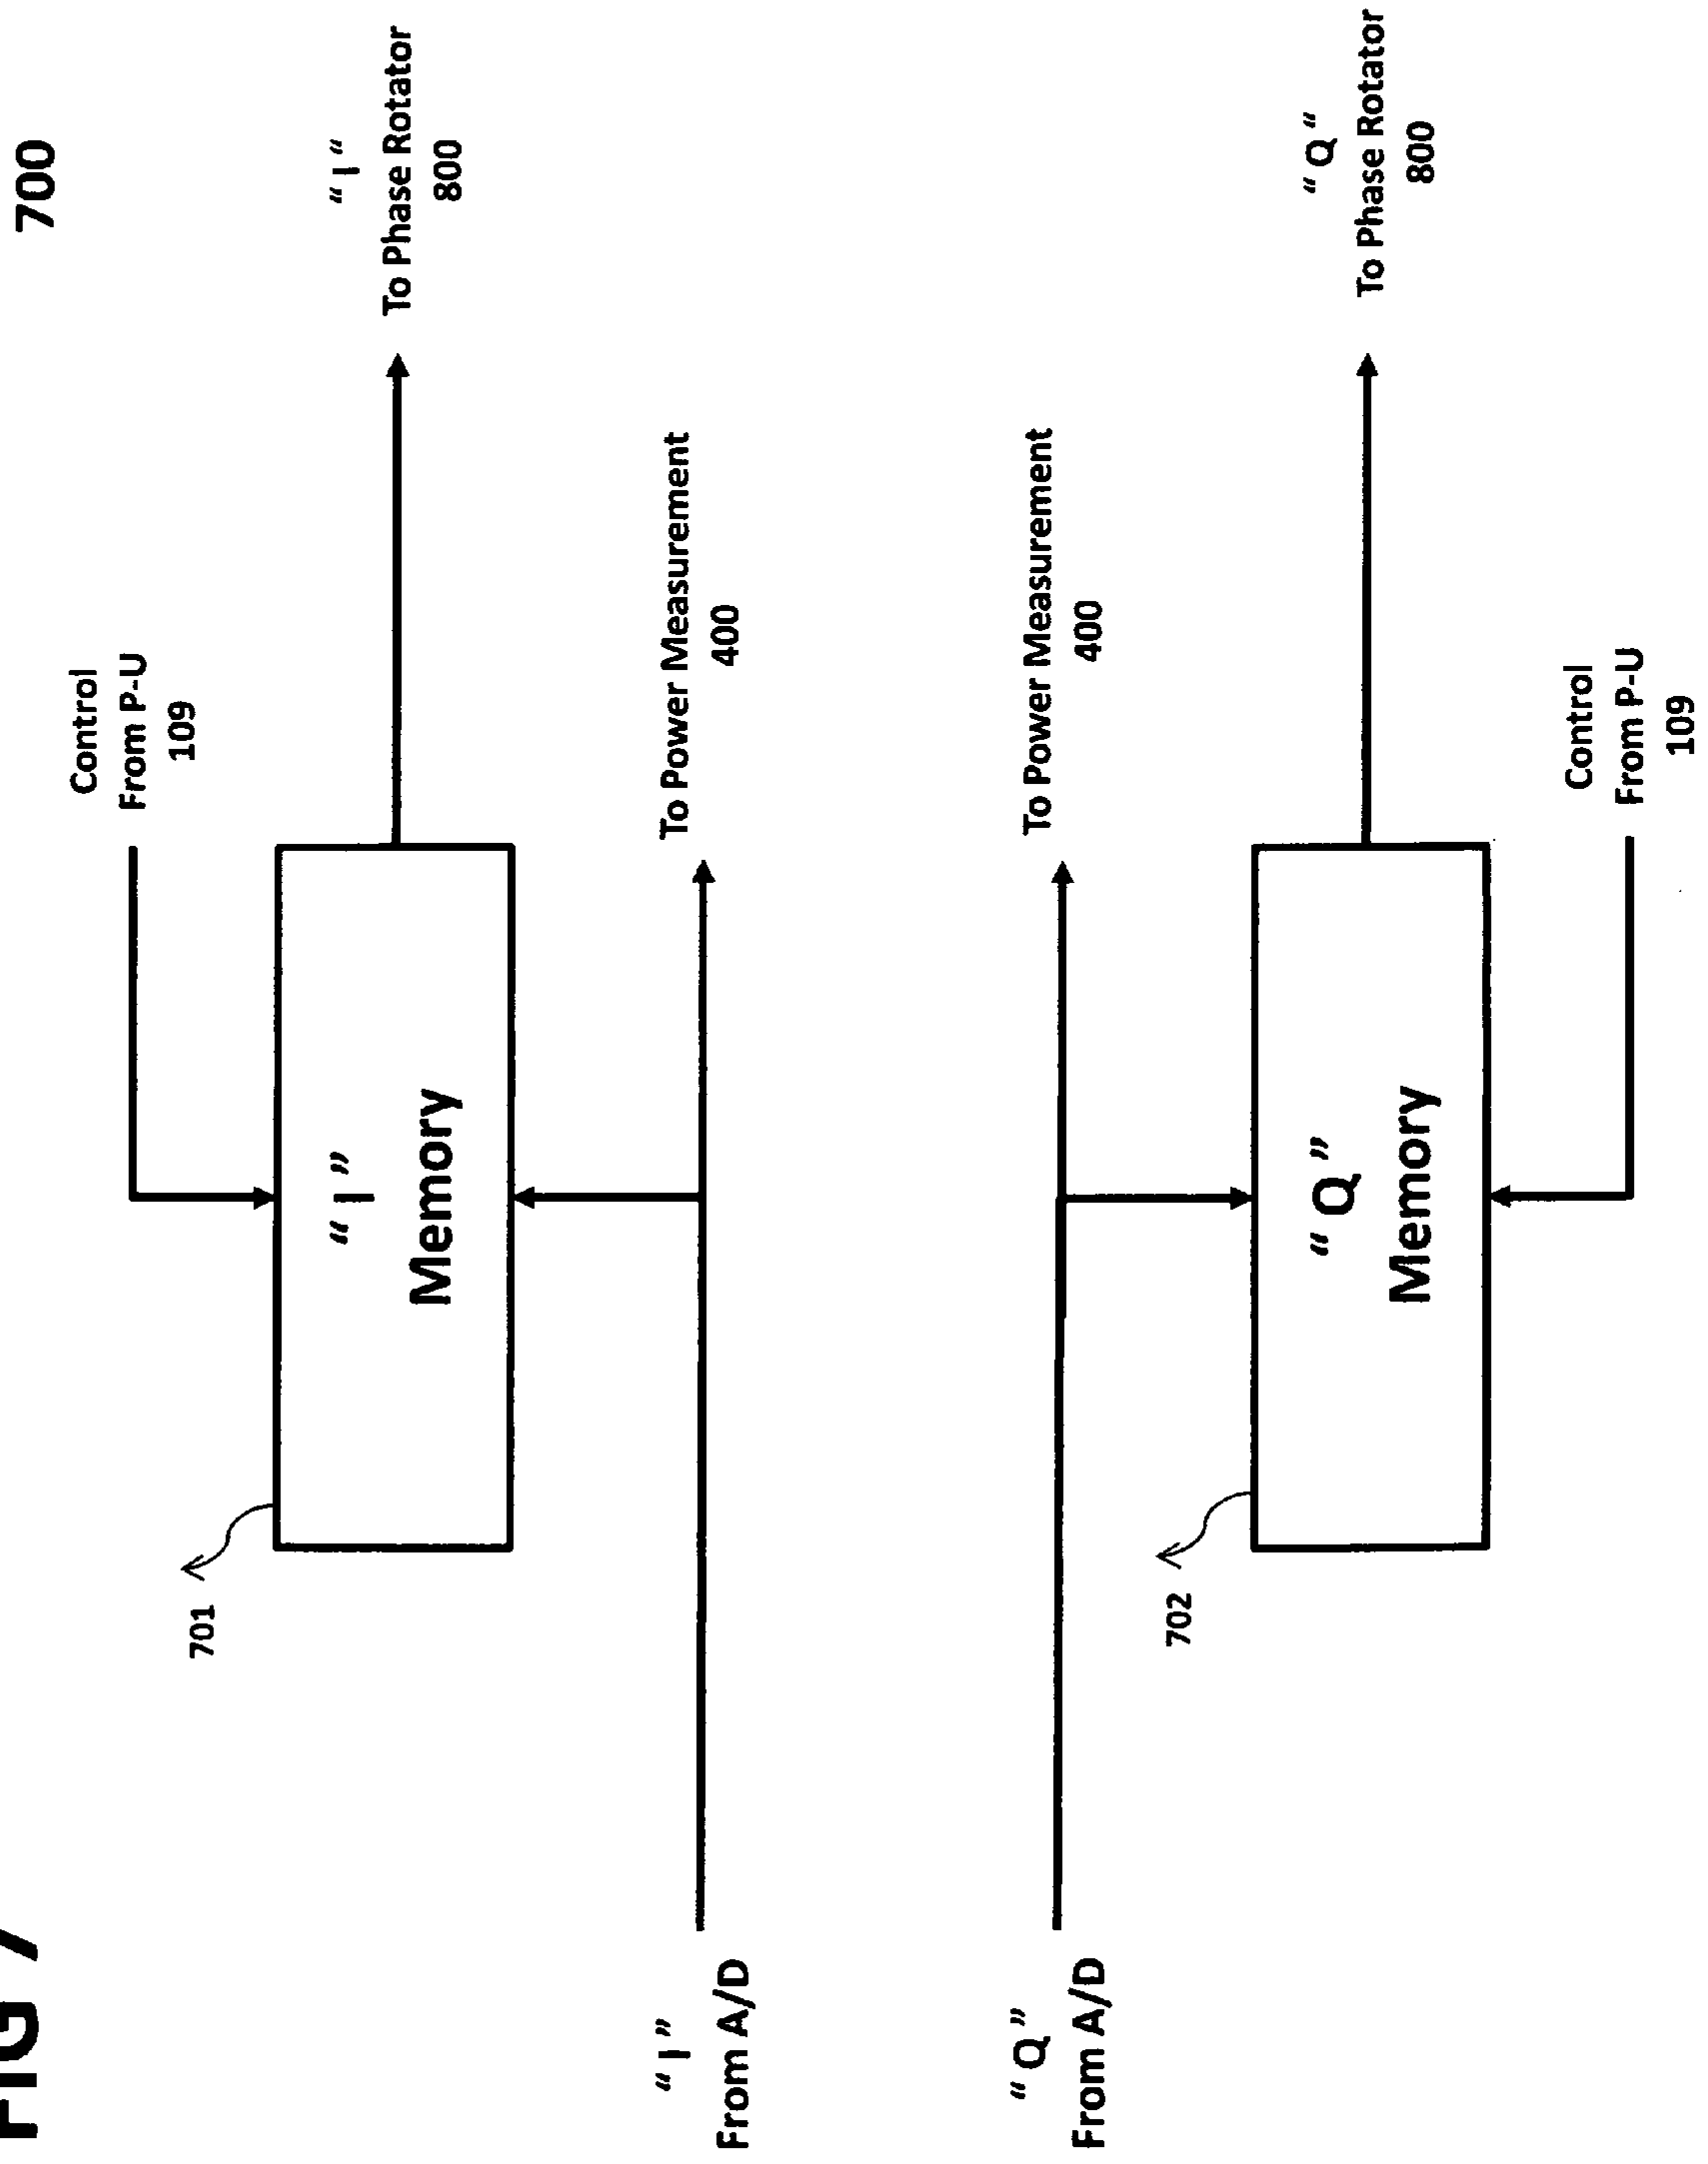 FIG 7
700
Control
From P-U
109
701
“ I ”
Memory
“ I “
To Phase Rotator
800
“ I ”
From A/D
To Power Measurement
400
“ Q ”
From A/D
To Power Measurement
400
702
“ Q ”
Memory
“ Q “
To Phase Rotator
800
Control
From P-U
109